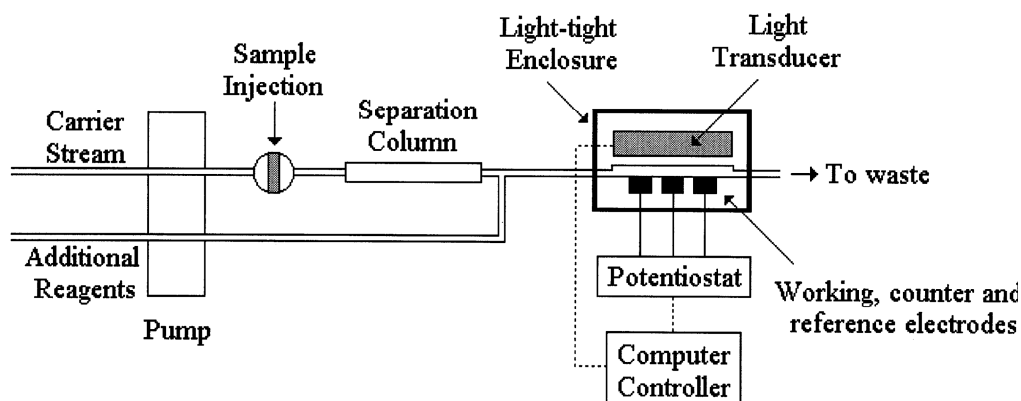 Light-tight
Enclosure
Light
Transducer
Sample
Injection
Separation
Column
Carrier
Stream
To waste
Additional
Reagents
Pump
Potentiostat
Working, counter and
reference electrodes
Computer
Controller